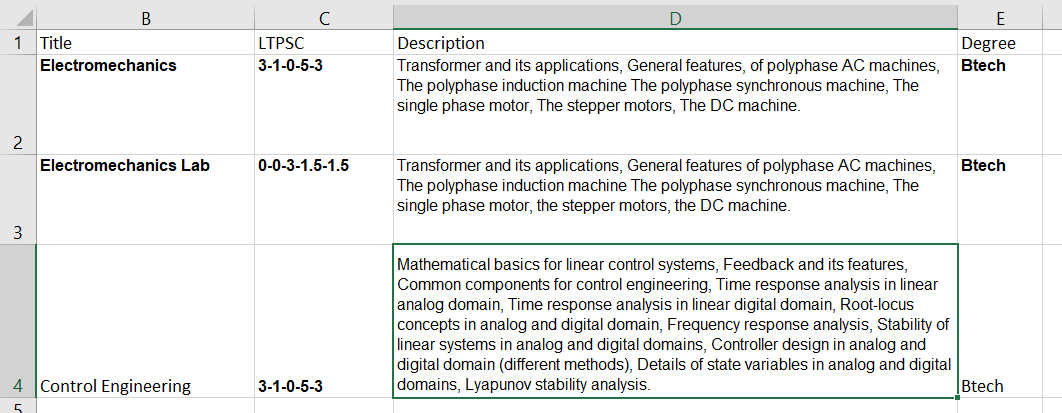 B C D E
1 Title LTPSC Description Degree
Electromechanics 3-1-0-5-3 Transformer and its applications, General features, of polyphase AC machines, Btech
The polyphase induction machine The polyphase synchronous machine, The
single phase motor, The stepper motors, The DC machine.
2
Electromechanics Lab 0-0-3-1.5-1.5 Transformer and its applications, General features of polyphase AC machines, Btech
The polyphase induction machine The polyphase synchronous machine, The
single phase motor, the stepper motors, the DC machine.
3
Mathematical basics for linear control systems, Feedback and its features,
Common components for control engineering, Time response analysis in linear
analog domain, Time response analysis in linear digital domain, Root-locus
concepts in analog and digital domain, Frequency response analysis, Stability of
linear systems in analog and digital domains, Controller design in analog and
digital domain (different methods), Details of state variables in analog and digital
4 Control Engineering 3-1-0-5-3 domains, Lyapunov stability analysis. Btech
5